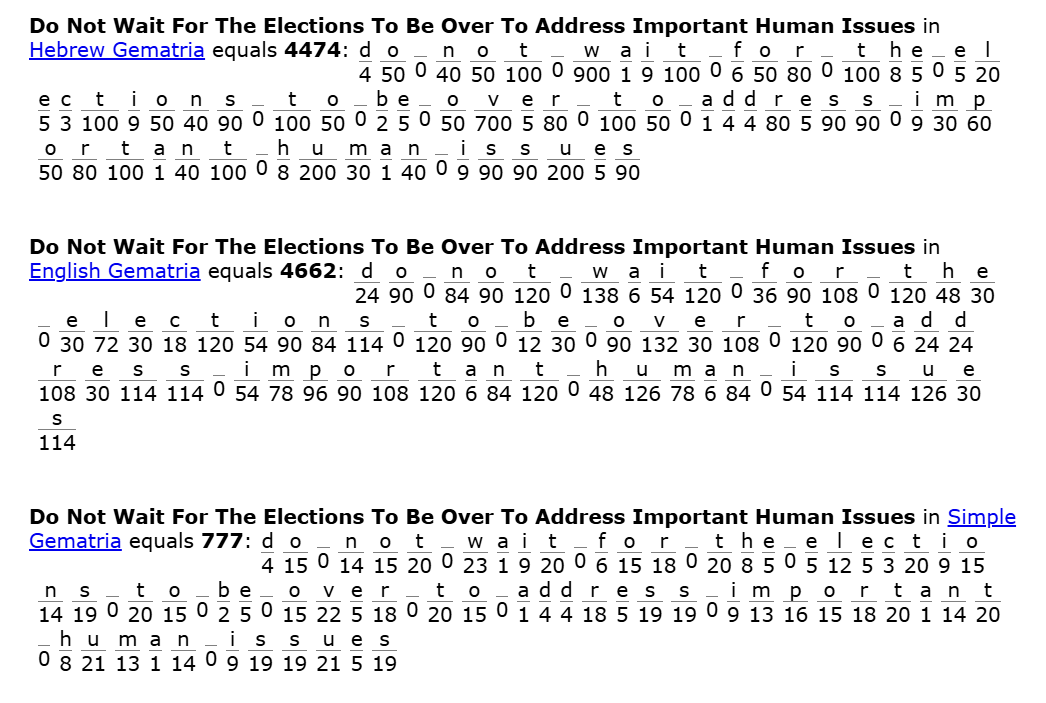 Do Not Wait For The Elections To Be Over To Address Important Human Issues in
Hebrew Gematria equals 4474: d o _ n o t _ w a i t _ f o r _ t h e _ e l
4 50 0 40 50 100 0 900 1 9 100 0 6 50 80 0 100 8 5 0 5 20
e c t i o n s _ t o _ b e _ o v e r _ t o _ a d d r e s s _ i m p
5 3 100 9 50 40 90 0 100 50 0 2 5 0 50 700 5 80 0 100 50 0 1 4 4 80 5 90 90 0 9 30 60
o r t a n t _ h u m a n _ i s s u e s
50 80 100 1 40 100 0 8 200 30 1 40 0 9 90 90 200 5 90
Do Not Wait For The Elections To Be Over To Address Important Human Issues in
English Gematria equals 4662: d o _ n o t _ w a i t _ f o r _ t h e
24 90 0 84 90 120 0 138 6 54 120 0 36 90 108 0 120 48 30
_ e l e c t i o n s _ t o _ b e _ o v e r _ t o _ a d d
0 30 72 30 18 120 54 90 84 114 0 120 90 0 12 30 0 90 132 30 108 0 120 90 0 6 24 24
r e s s _ i m p o r t a n t _ h u m a n _ i s s u e
108 30 114 114 0 54 78 96 90 108 120 6 84 120 0 48 126 78 6 84 0 54 114 114 126 30
s
114
Do Not Wait For The Elections To Be Over To Address Important Human Issues in Simple
Gematria equals 777: d o _ n o t _ w a i t _ f o r _ t h e _ e l e c t i o
4 15 0 14 15 20 0 23 1 9 20 0 6 15 18 0 20 8 5 0 5 12 5 3 20 9 15
n s _ t o _ b e _ o v e r _ t o _ a d d r e s s _ i m p o r t a n t
14 19 0 20 15 0 2 5 0 15 22 5 18 0 20 15 0 1 4 4 18 5 19 19 0 9 13 16 15 18 20 1 14 20
_ h u m a n _ i s s u e s
0 8 21 13 1 14 0 9 19 19 21 5 19